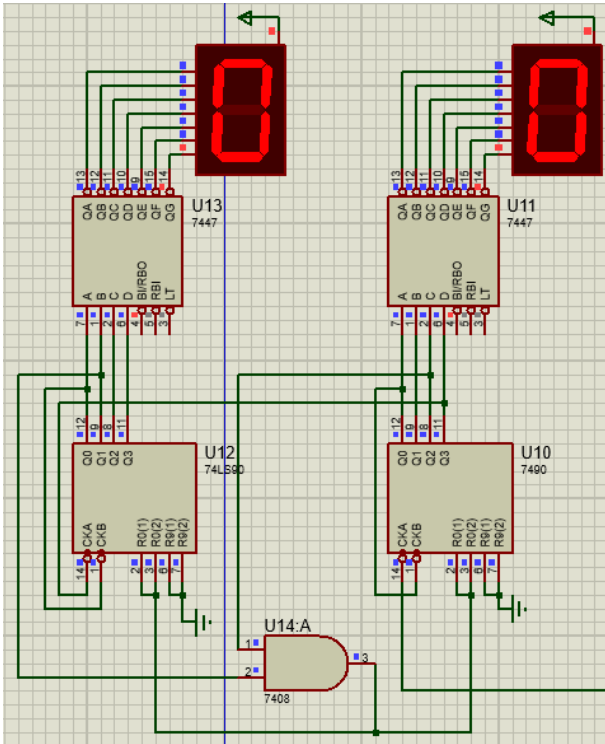 13 12 11 10 9 15 14
QA QB QC QD QE QF QG
U13
7447
A B C D BI/RBO RBI LT
7 1 2 6 4 5 3
13 12 11 10 9 15 14
QA QB QC QD QE QF QG
U11
7447
A B C D BI/RBO RBI LT
7 1 2 6 4 5 3
12 9 8 11
Q0 Q1 Q2 Q3
U12
74LS90
CKA CKB R0(1) R0(2) R9(1) R9(2)
14 1 2 3 6 7
12 9 8 11
Q0 Q1 Q2 Q3
U10
7490
CKA CKB R0(1) R0(2) R9(1) R9(2)
14 1 2 3 6 7
U14:A
1
2
3
7408